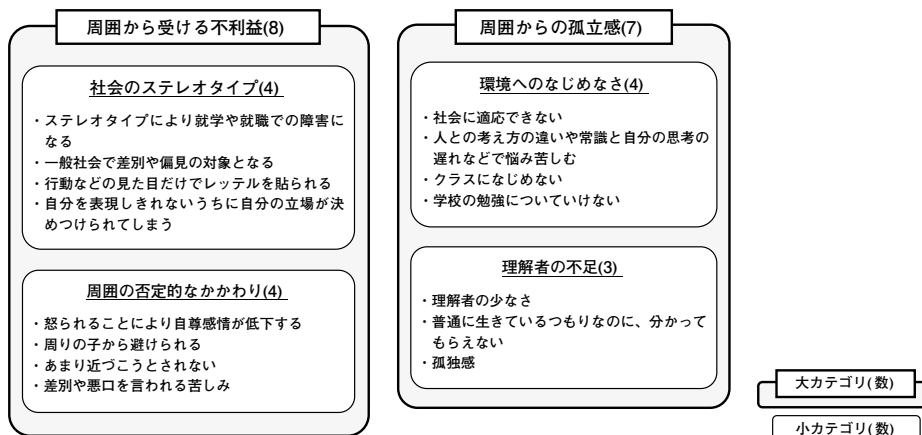 周囲から受ける不利益(8)
社会のステレオタイプ(4)
・ステレオタイプにより就学や就職での障害に
なる
・一般社会で差別や偏見の対象となる
・行動などの見た目だけでレッテルを貼られる
・自分を表現しきれないうちに自分の立場が決
めつけられてしまう
周囲の否定的なかかわり(4)
・怒られることにより自尊感情が低下する
・周りの子から避けられる
・あまり近づこうとされない
・差別や悪口を言われる苦しみ
周囲からの孤立感(7)
環境へのなじめなさ(4)
・社会に適応できない
・人との考え方の違いや常識と自分の思考の
遅れなどで悩み苦しむ
・クラスになじめない
・学校の勉強についていけない
理解者の不足(3)
・理解者の少なさ
・普通に生きているつもりなのに、分かって
もらえない
・孤独感
大カテゴリ(数)
小カテゴリ(数)